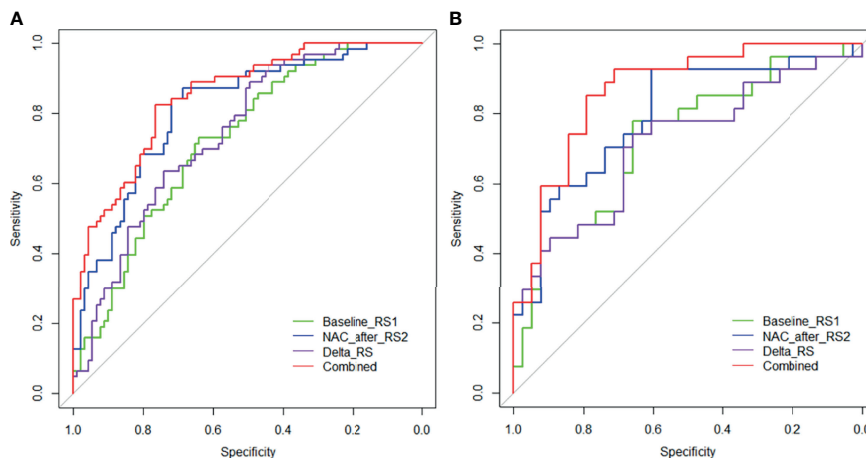 A
1.0
0.8
0.6
0.4
0.2
0.0
Sensitivity
Baseline_RS1
NAC_after_RS2
Delta_RS
Combined
1.0 0.8 0.6 0.4 0.2 0.0
Specificity
B
1.0
0.8
0.6
0.4
0.2
0.0
Sensitivity
Baseline_RS1
NAC_after_RS2
Delta_RS
Combined
1.0 0.8 0.6 0.4 0.2 0.0
Specificity